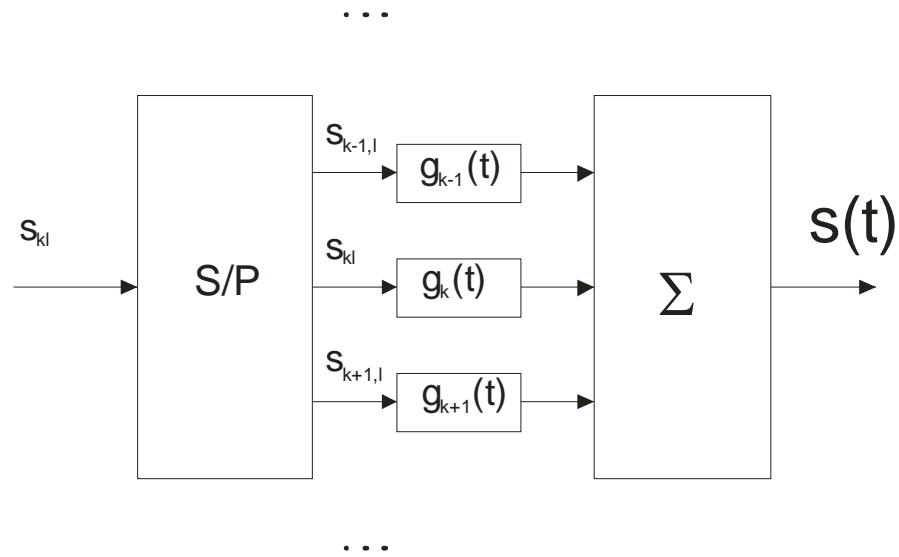 ...
s_{k-1,l}
g_{k-1}(t)
s_{kl}
S/P
s_{kl}
g_k(t)
Σ
s(t)
s_{k+1,l}
g_{k+1}(t)
...